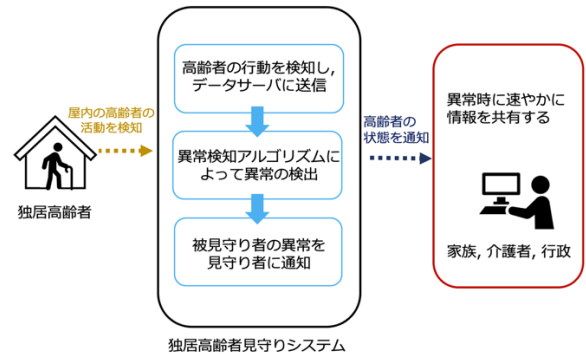 屋内の高齢者の
活動を検知
独居高齢者
高齢者の行動を検知し,
データサーバに送信
異常検知アルゴリズムに
よって異常の検出
被見守り者の異常を
見守り者に通知
独居高齢者見守りシステム
高齢者の
状態を通知
異常時に速やかに
情報を共有する
家族, 介護者, 行政